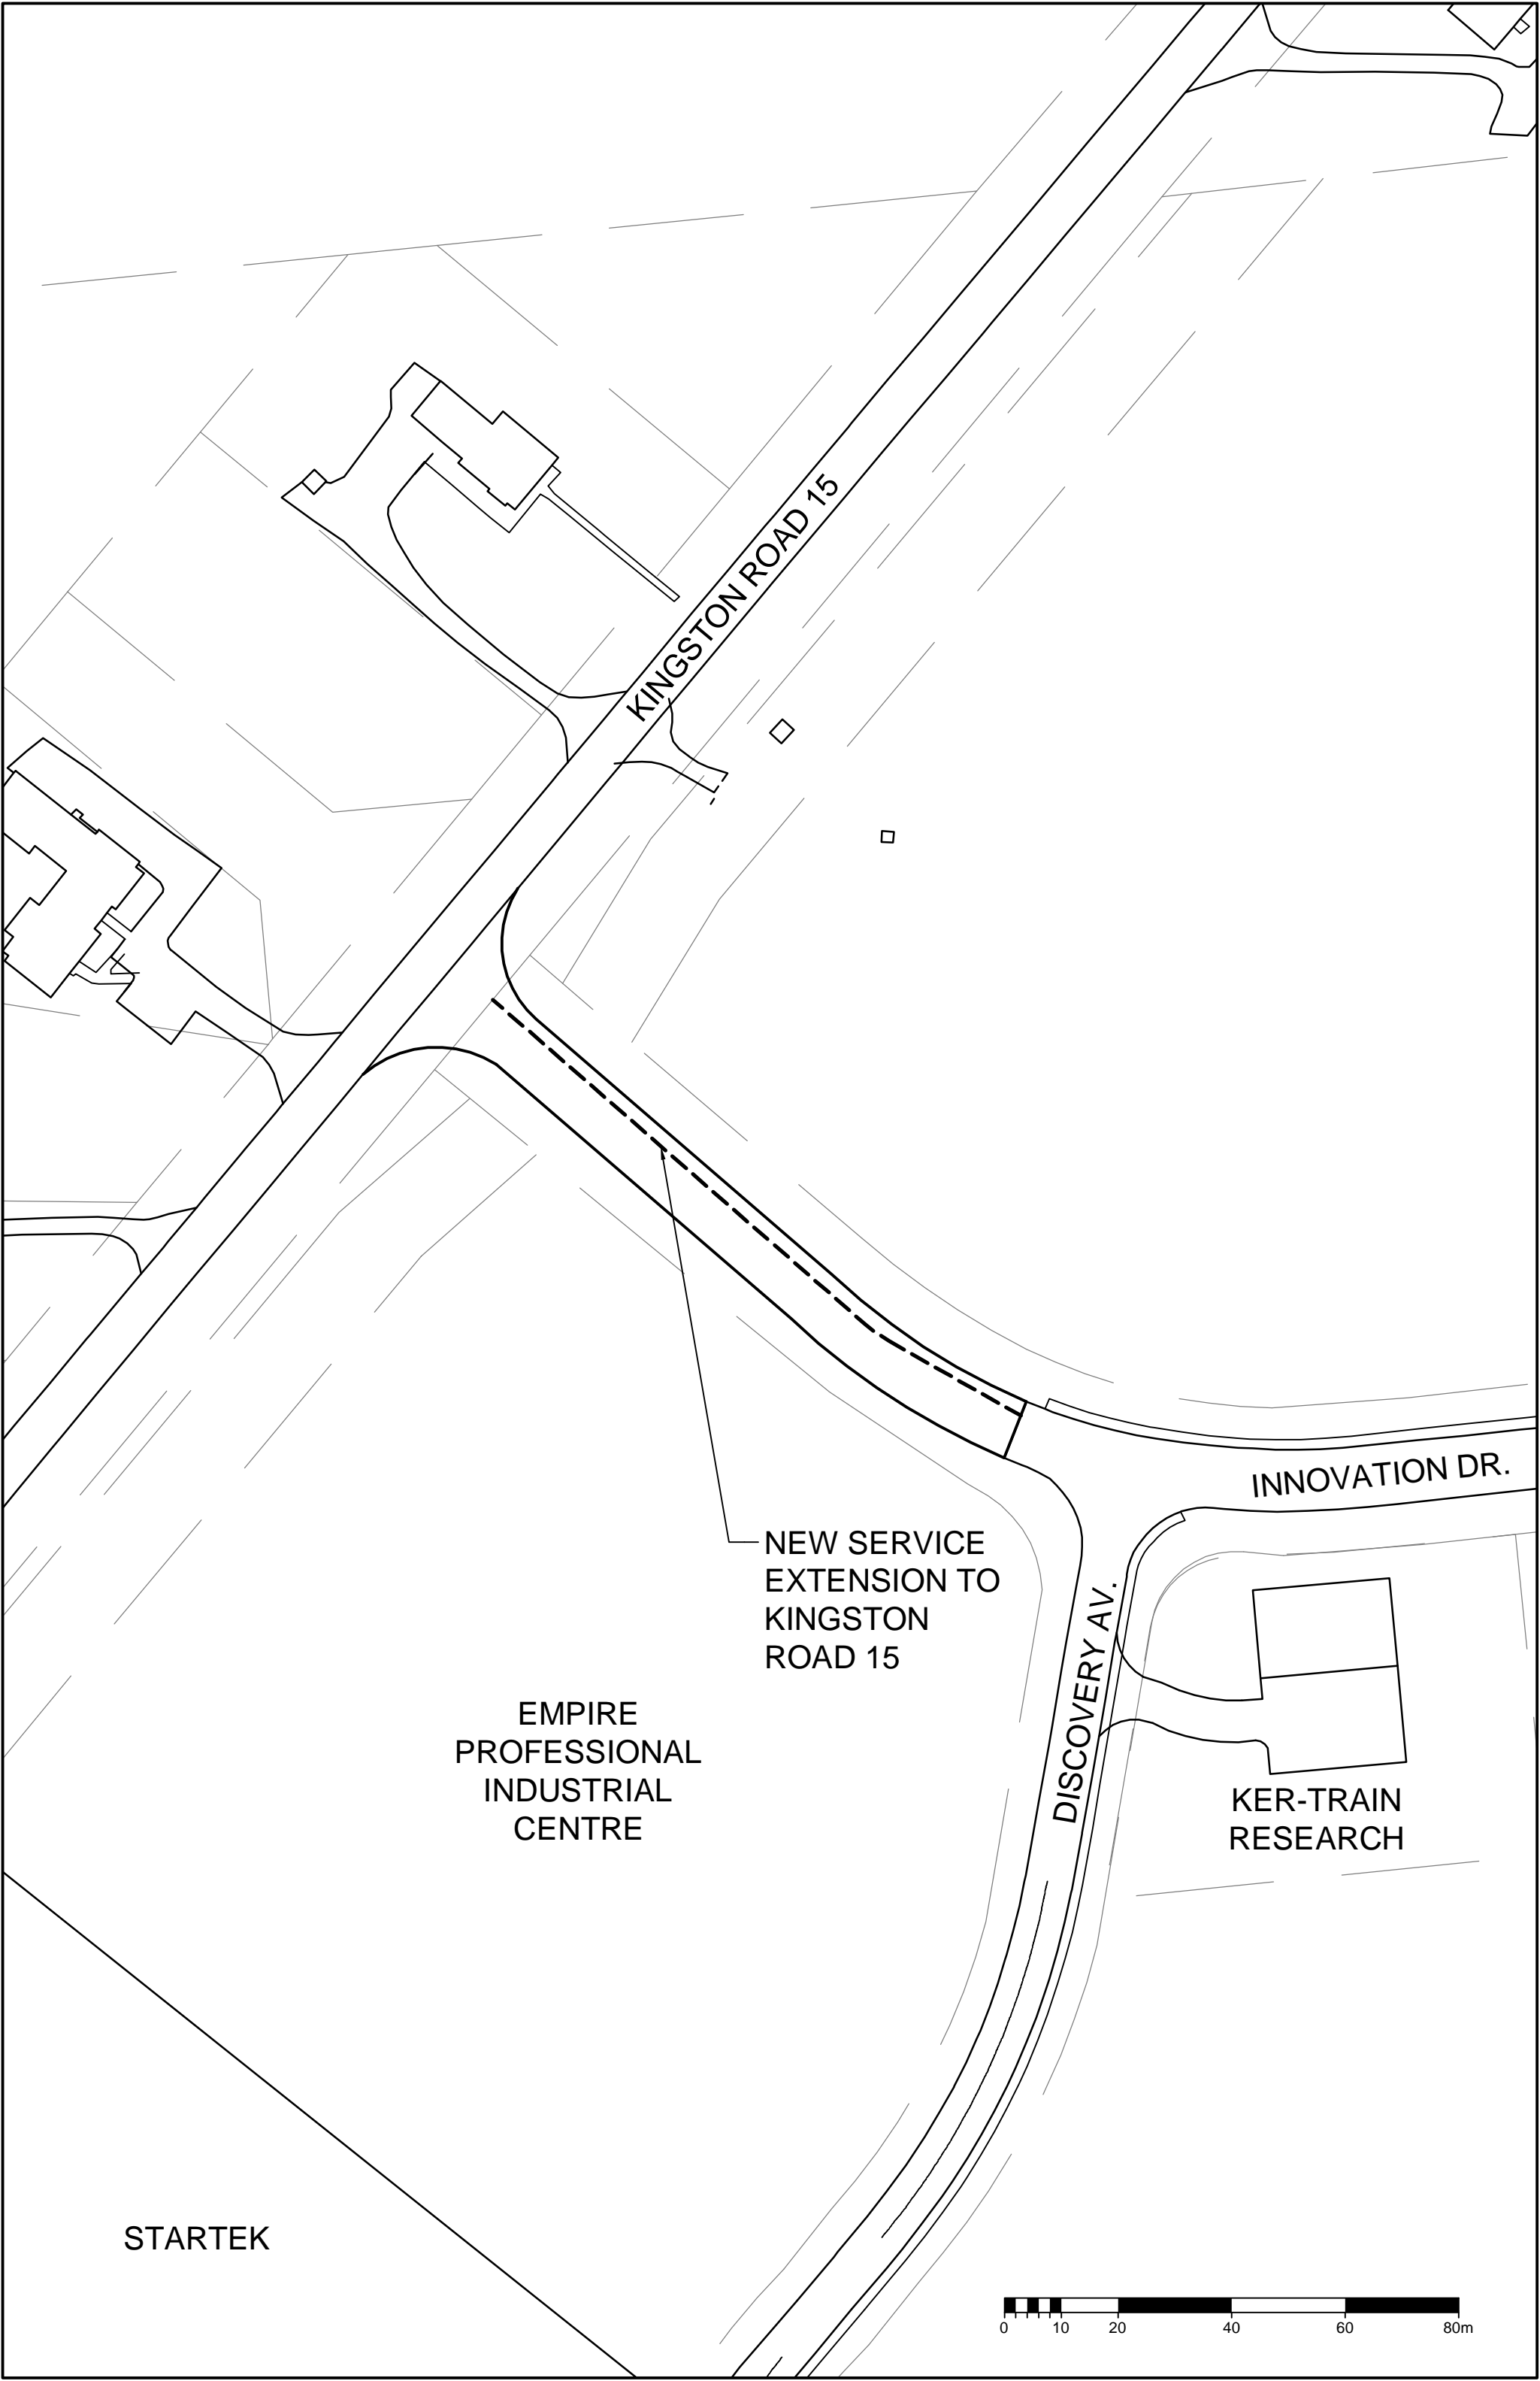 KINGSTON ROAD 15
INNOVATION DR.
NEW SERVICE
EXTENSION TO
KINGSTON
ROAD 15
DISCOVERY AV.
EMPIRE
PROFESSIONAL
INDUSTRIAL
CENTRE
KER-TRAIN
RESEARCH
STARTEK
0 10 20 40 60 80m